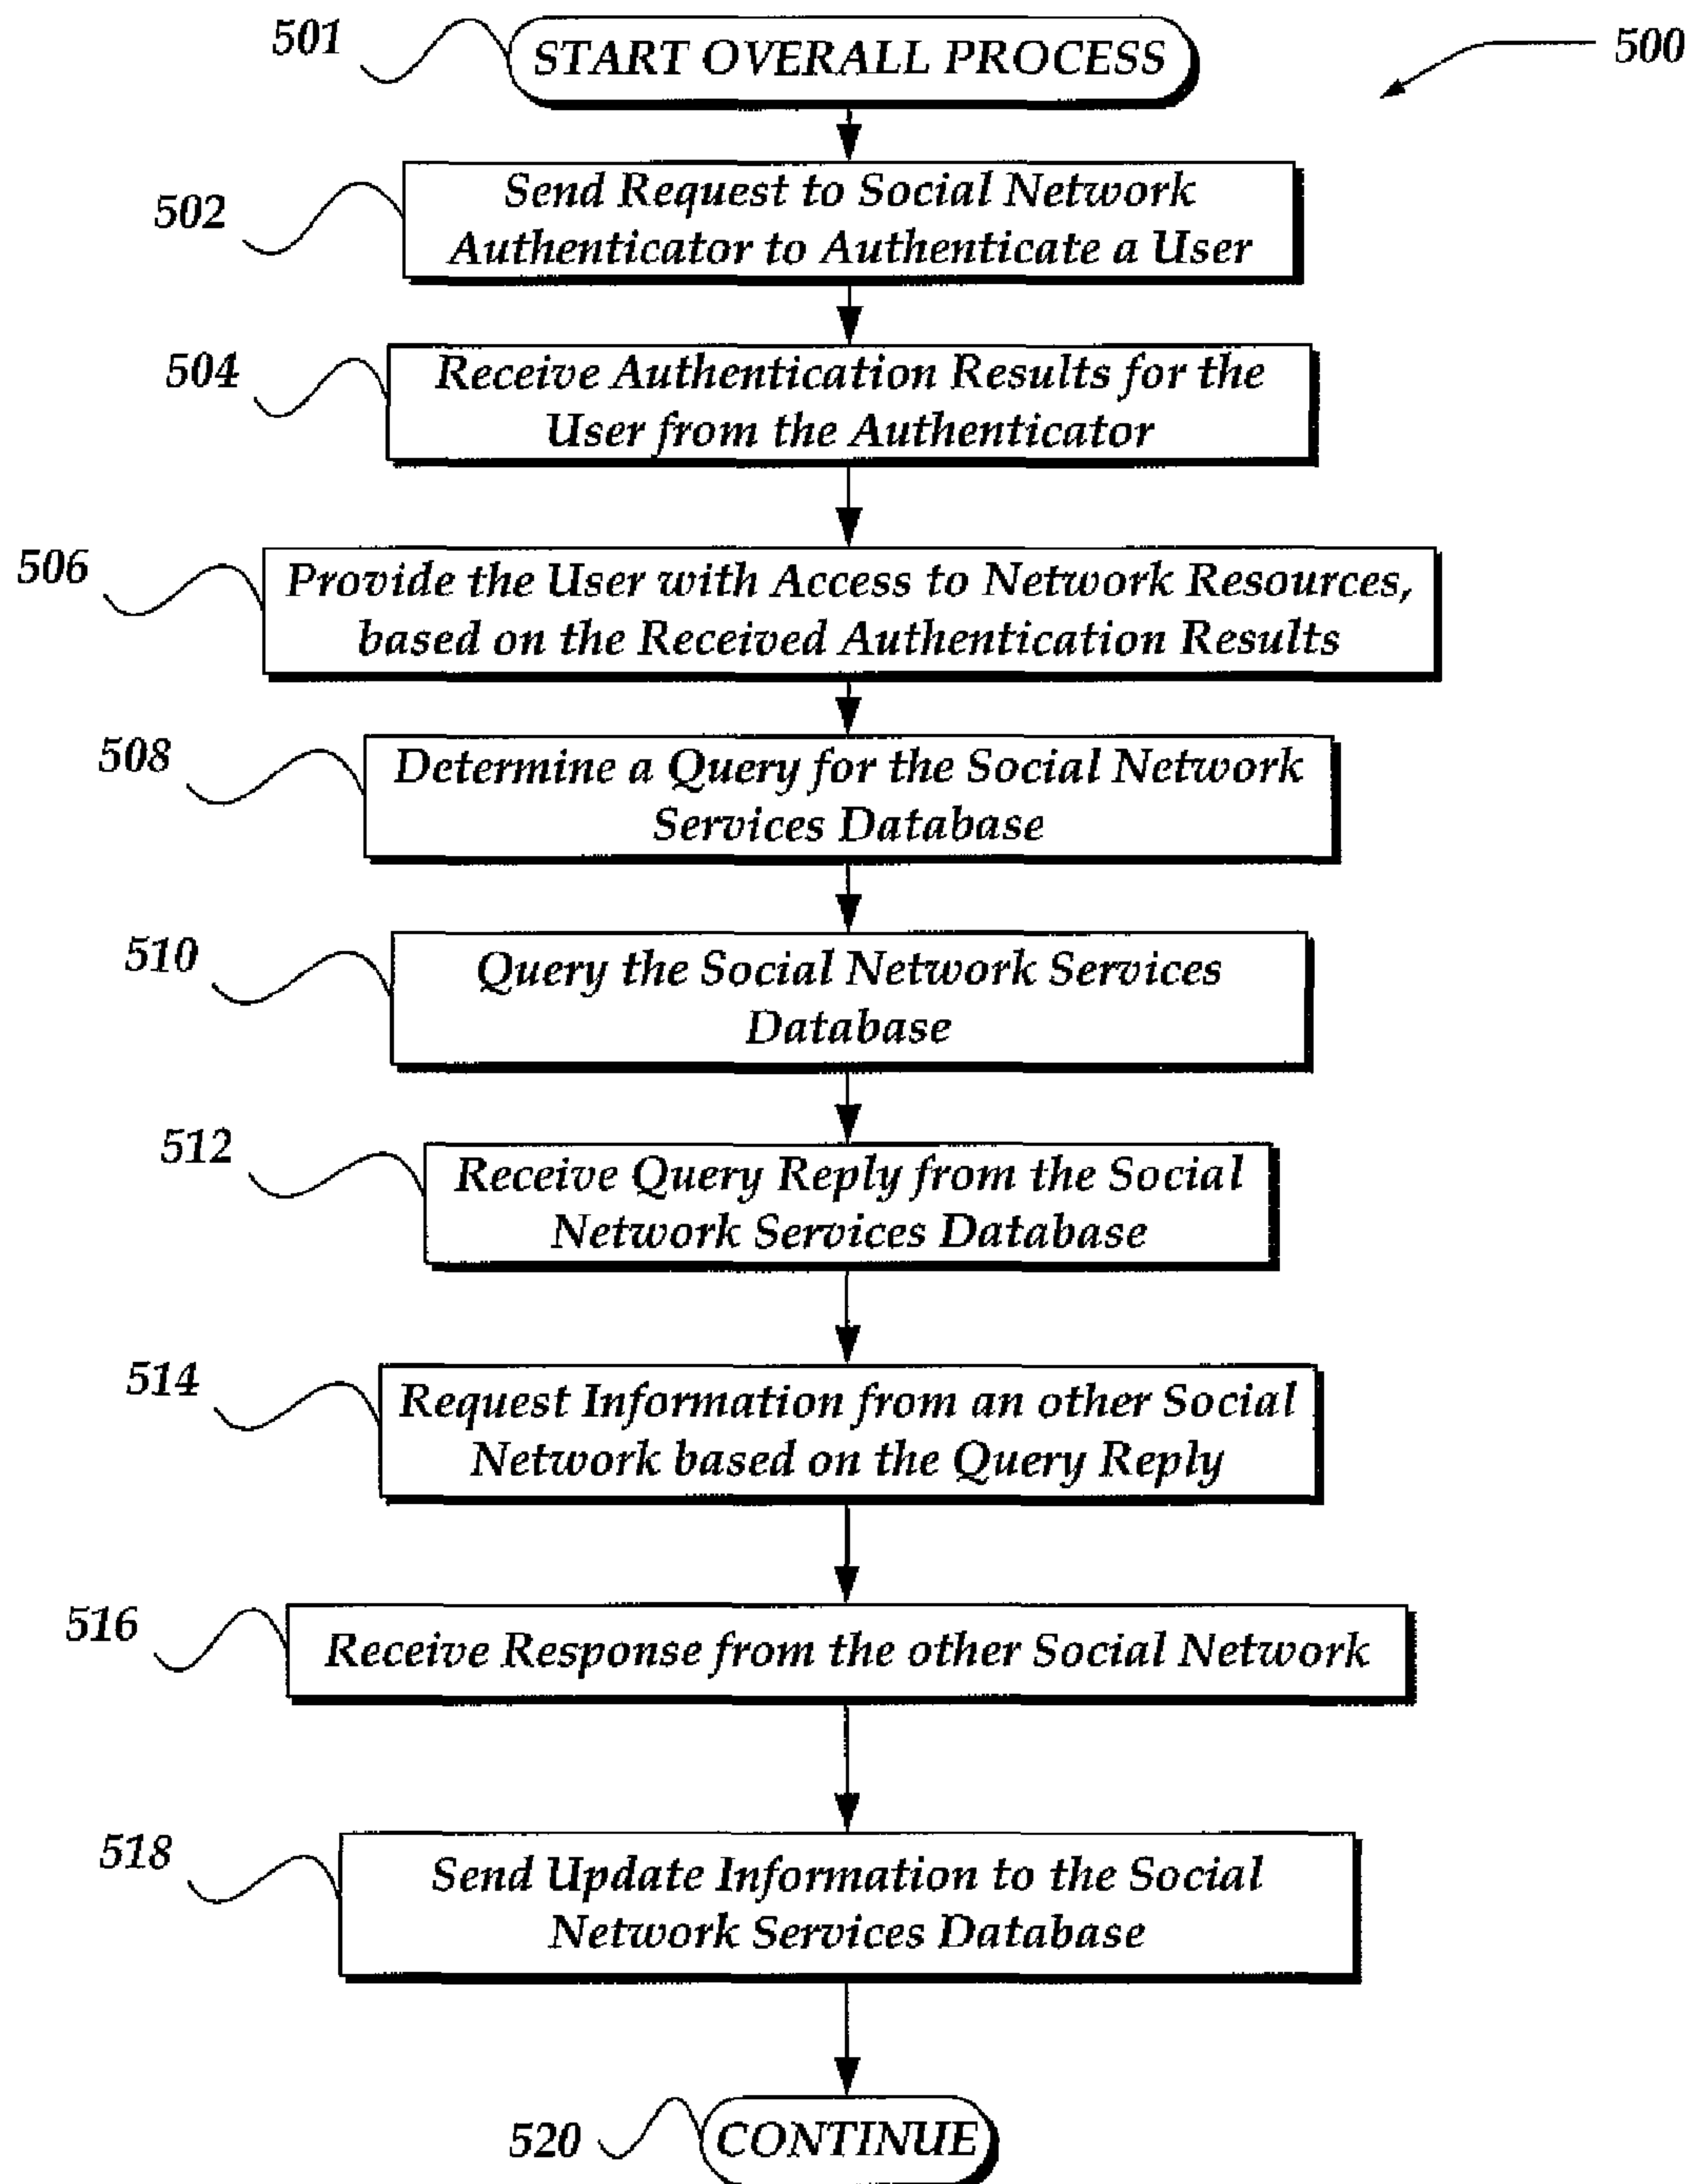 501
START OVERALL PROCESS
500
502
Send Request to Social Network
Authenticator to Authenticate a User
504
Receive Authentication Results for the
User from the Authenticator
506
Provide the User with Access to Network Resources,
based on the Received Authentication Results
508
Determine a Query for the Social Network
Services Database
510
Query the Social Network Services
Database
512
Receive Query Reply from the Social
Network Services Database
514
Request Information from an other Social
Network based on the Query Reply
516
Receive Response from the other Social Network
518
Send Update Information to the Social
Network Services Database
520
CONTINUE